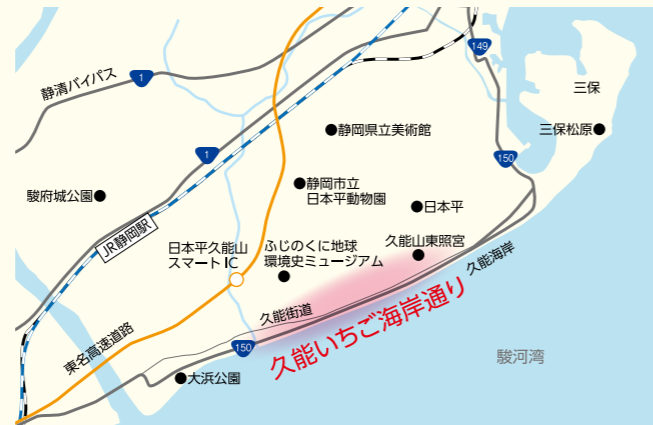 149
静清バイパス
1
三保
静岡県立美術館
三保松原
1
150
静岡市立
日本平動物園
駿府城公園
日本平
JR静岡駅
日本平久能山
スマートIC
ふじのくに地球
環境史ミュージアム
久能山東照宮
久能海岸
久能街道
久能いちご海岸通り
東名高速道路
150
駿河湾
大浜公園